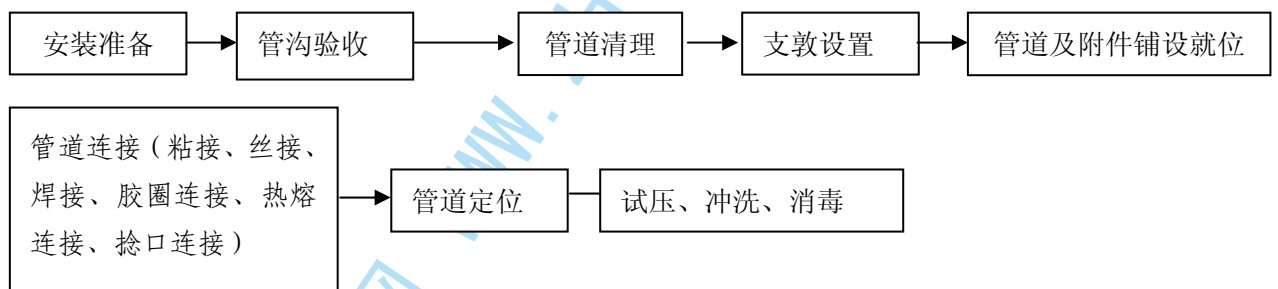 安装准备 管沟验收 管道清理 支敦设置 管道及附件铺设就位
管道连接（粘接、丝接、
焊接、胶圈连接、热熔
连接、捻口连接）
管道定位 试压、冲洗、消毒
WWW.